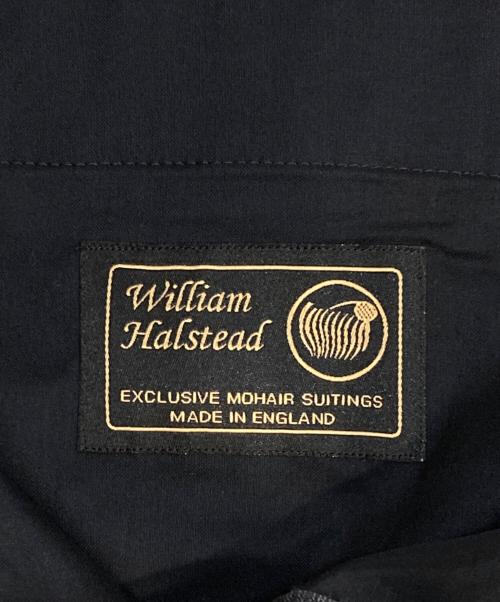 William
Halstead
EXCLUSIVE MOHAIR SUITINGS
MADE IN ENGLAND